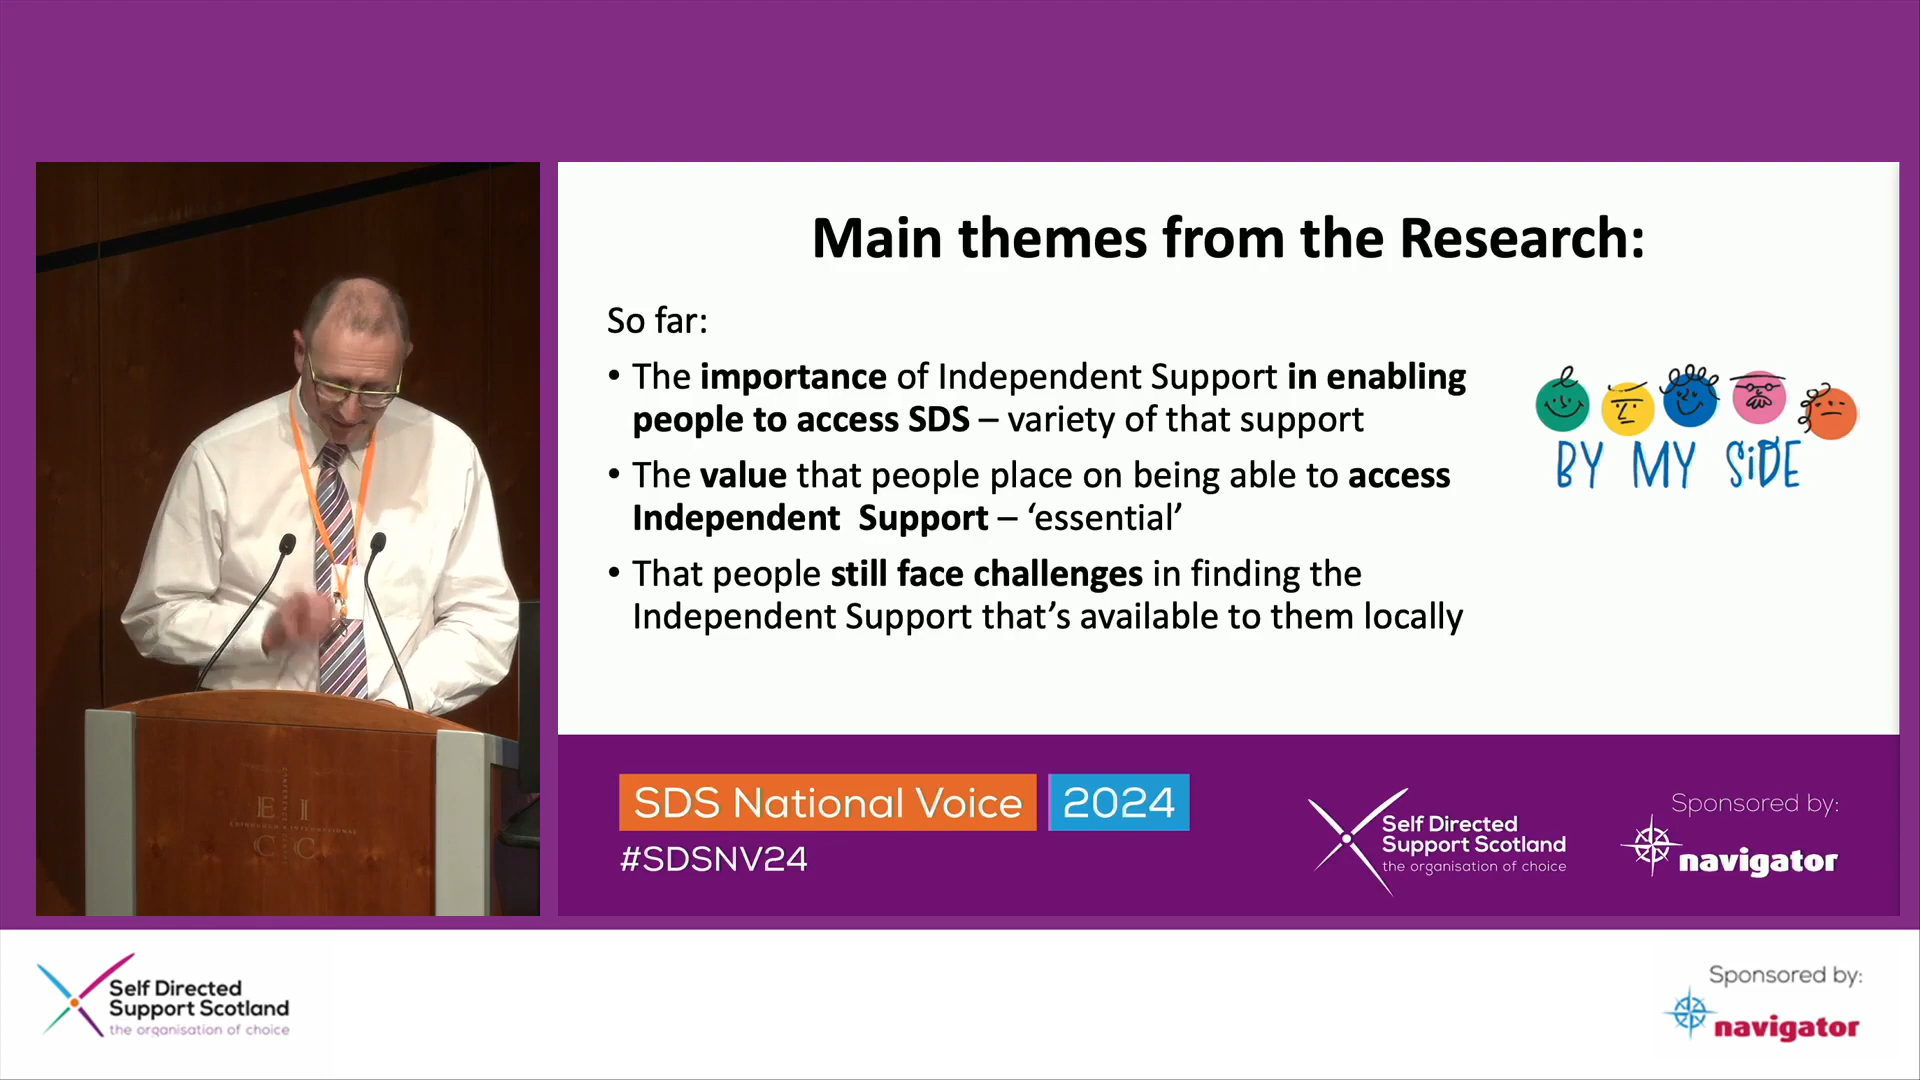 Main themes from the Research:
So far:
• The importance of Independent Support in enabling
people to access SDS – variety of that support
• The value that people place on being able to access
Independent  Support – ‘essential’
• That people still face challenges in finding the
Independent Support that’s available to them locally
BY MY SiDE
SDS National Voice 2024
#SDSNV24
Self Directed
Support Scotland
the organisation of choice
Sponsored by:
navigator
E I
EDINBURGH INTERNATIONAL
C C
Self Directed
Support Scotland
the organisation of choice
Sponsored by:
navigator